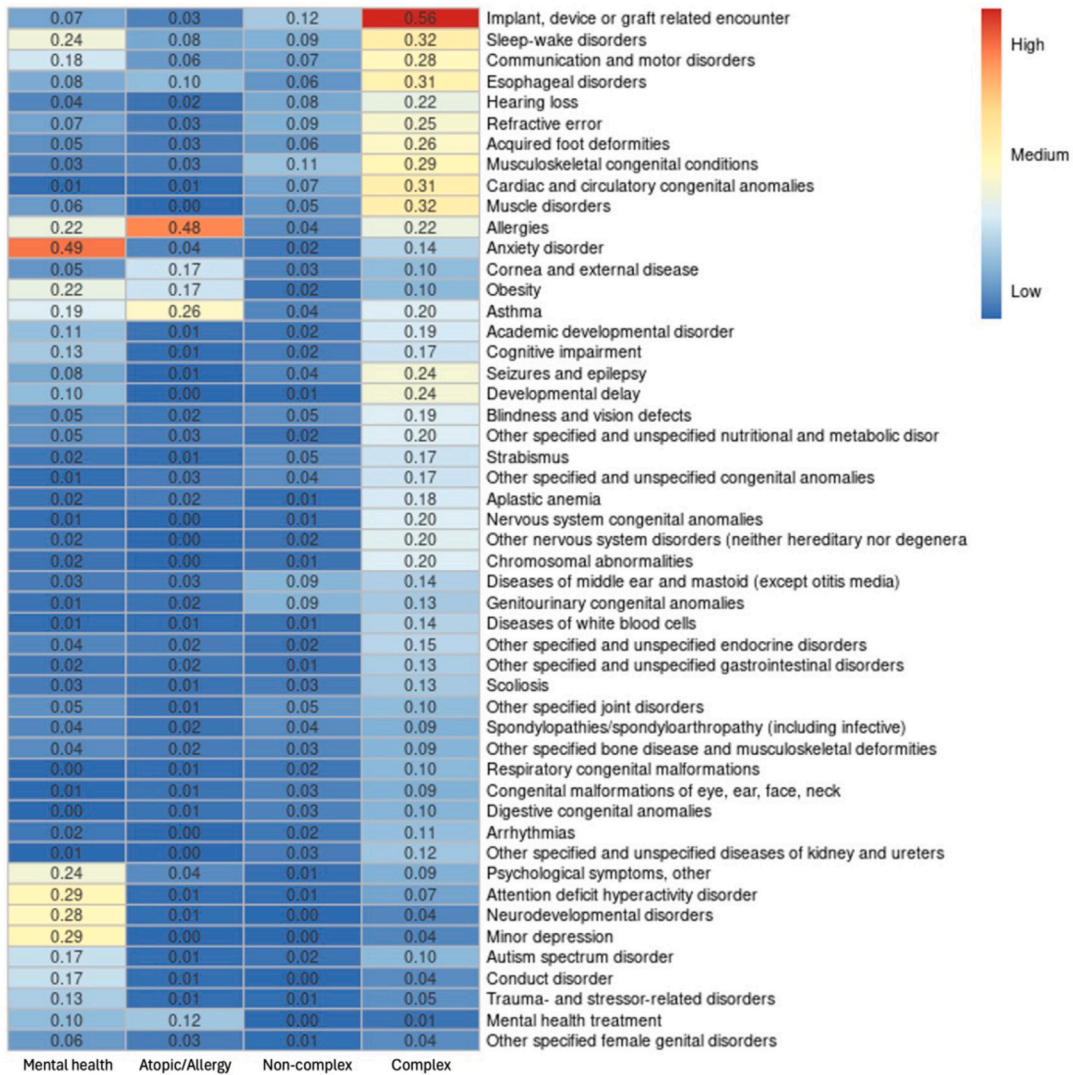 0.07 0.03 0.12 0.56 Implant, device or graft related encounter
High
0.24 0.08 0.09 0.32 Sleep-wake disorders
0.18 0.06 0.07 0.28 Communication and motor disorders
0.08 0.10 0.06 0.31 Esophageal disorders
0.04 0.02 0.08 0.22 Hearing loss
0.07 0.03 0.09 0.25 Refractive error
0.05 0.03 0.06 0.26 Acquired foot deformities
Medium
0.03 0.03 0.11 0.29 Musculoskeletal congenital conditions
0.01 0.01 0.07 0.31 Cardiac and circulatory congenital anomalies
0.06 0.00 0.05 0.32 Muscle disorders
0.22 0.48 0.04 0.22 Allergies
0.49 0.04 0.02 0.14 Anxiety disorder
0.05 0.17 0.03 0.10 Cornea and external disease
0.22 0.17 0.02 0.10 Obesity
Low
0.19 0.26 0.04 0.20 Asthma
0.11 0.01 0.02 0.19 Academic developmental disorder
0.13 0.01 0.02 0.17 Cognitive impairment
0.08 0.01 0.04 0.24 Seizures and epilepsy
0.10 0.00 0.01 0.24 Developmental delay
0.05 0.02 0.05 0.19 Blindness and vision defects
0.05 0.03 0.02 0.20 Other specified and unspecified nutritional and metabolic disor
0.02 0.01 0.05 0.17 Strabismus
0.01 0.03 0.04 0.17 Other specified and unspecified congenital anomalies
0.02 0.02 0.01 0.18 Aplastic anemia
0.01 0.00 0.01 0.20 Nervous system congenital anomalies
0.02 0.00 0.02 0.20 Other nervous system disorders (neither hereditary nor degenera
0.02 0.00 0.01 0.20 Chromosomal abnormalities
0.03 0.03 0.09 0.14 Diseases of middle ear and mastoid (except otitis media)
0.01 0.02 0.09 0.13 Genitourinary congenital anomalies
0.01 0.01 0.01 0.14 Diseases of white blood cells
0.04 0.02 0.02 0.15 Other specified and unspecified endocrine disorders
0.02 0.02 0.01 0.13 Other specified and unspecified gastrointestinal disorders
0.03 0.01 0.03 0.13 Scoliosis
0.05 0.01 0.05 0.10 Other specified joint disorders
0.04 0.02 0.04 0.09 Spondylopathies/spondyloarthropathy (including infective)
0.04 0.02 0.03 0.09 Other specified bone disease and musculoskeletal deformities
0.00 0.01 0.02 0.10 Respiratory congenital malformations
0.01 0.01 0.03 0.09 Congenital malformations of eye, ear, face, neck
0.00 0.01 0.03 0.10 Digestive congenital anomalies
0.02 0.00 0.02 0.11 Arrhythmias
0.01 0.00 0.03 0.12 Other specified and unspecified diseases of kidney and ureters
0.24 0.04 0.01 0.09 Psychological symptoms, other
0.29 0.01 0.01 0.07 Attention deficit hyperactivity disorder
0.28 0.01 0.00 0.04 Neurodevelopmental disorders
0.29 0.00 0.00 0.04 Minor depression
0.17 0.01 0.02 0.10 Autism spectrum disorder
0.17 0.01 0.00 0.04 Conduct disorder
0.13 0.01 0.01 0.05 Trauma- and stressor-related disorders
0.10 0.12 0.00 0.01 Mental health treatment
0.06 0.03 0.01 0.04 Other specified female genital disorders
Mental health Atopic/Allergy Non-complex Complex